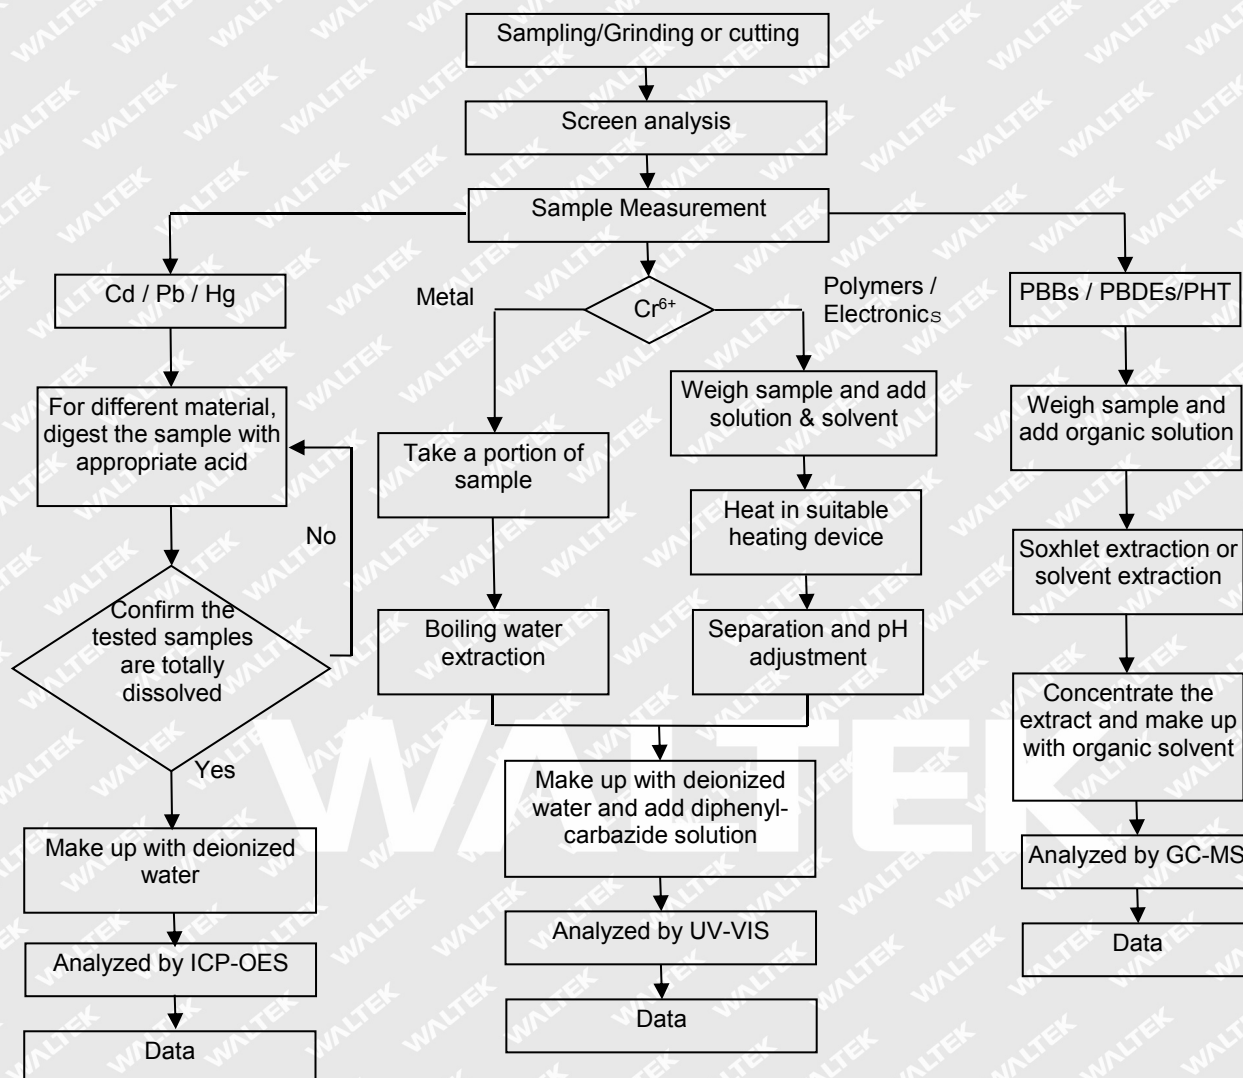 Sampling/Grinding or cutting
Screen analysis
Sample Measurement
Cd / Pb / Hg
For different material,
digest the sample with
appropriate acid
No
Confirm the
tested samples
are totally
dissolved
Yes
Make up with deionized
water
Analyzed by ICP-OES
Data
Metal
Cr⁶⁺
Polymers /
Electronics
Take a portion of
sample
Boiling water
extraction
Weigh sample and add
solution & solvent
Heat in suitable
heating device
Separation and pH
adjustment
Make up with deionized
water and add diphenyl-
carbazide solution
Analyzed by UV-VIS
Data
PBBs / PBDEs/PHT
Weigh sample and
add organic solution
Soxhlet extraction or
solvent extraction
Concentrate the
extract and make up
with organic solvent
Analyzed by GC-MS
Data
WALTEK